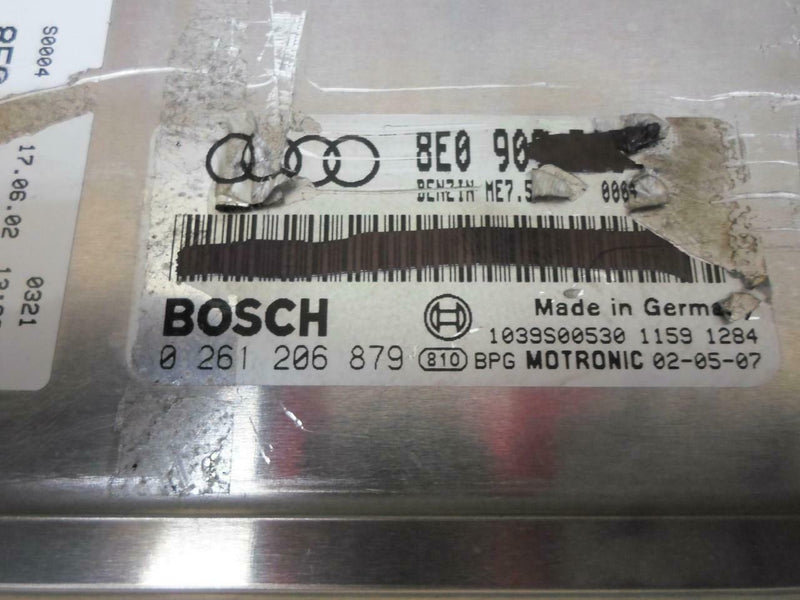 S0004
8E0
17.06.02
0321
8E0 90
BENZIN ME7.5 0004
BOSCH
Made in Germa
1039S00530 1159 1284
0 261 206 879 810 BPG MOTRONIC 02-05-07